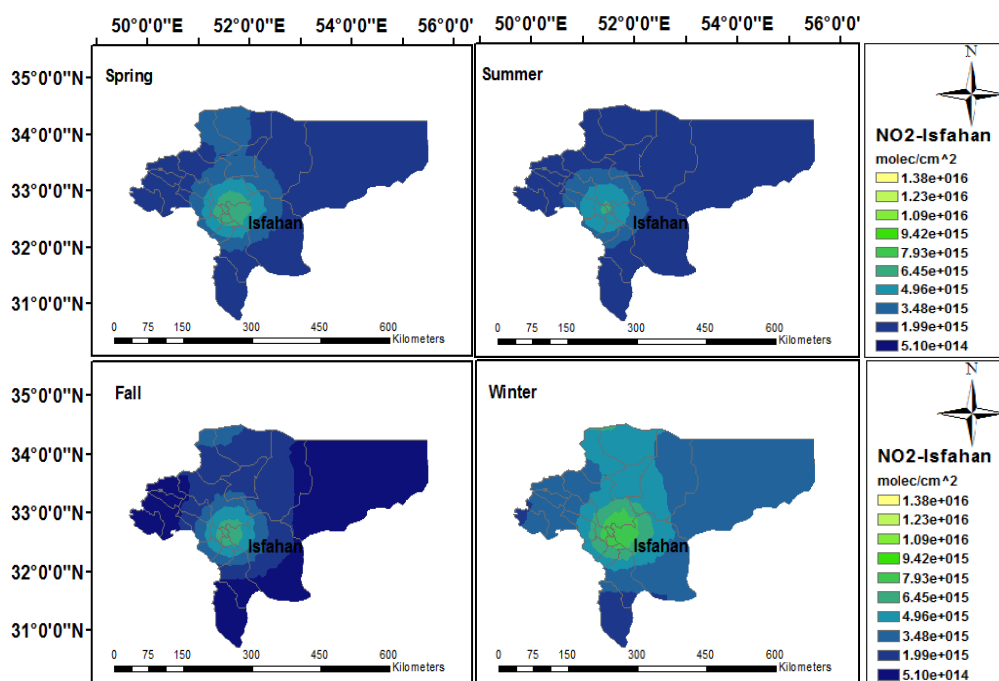 50°0'0"E 52°0'0"E 54°0'0"E 56°0' 50°0'0"E 52°0'0"E 54°0'0"E 56°0'
35°0'0"N
34°0'0"N
33°0'0"N
32°0'0"N
31°0'0"N
Spring
Isfahan
0 75 150 300 450 600
Kilometers
Summer
Isfahan
0 75 150 300 450 600
Kilometers
N
NO2-Isfahan
molec/cm^2
1.38e+016
1.23e+016
1.09e+016
9.42e+015
7.93e+015
6.45e+015
4.96e+015
3.48e+015
1.99e+015
5.10e+014
35°0'0"N
34°0'0"N
33°0'0"N
32°0'0"N
31°0'0"N
Fall
Isfahan
0 75 150 300 450 600
Kilometers
Winter
Isfahan
0 75 150 300 450 600
Kilometers
N
NO2-Isfahan
molec/cm^2
1.38e+016
1.23e+016
1.09e+016
9.42e+015
7.93e+015
6.45e+015
4.96e+015
3.48e+015
1.99e+015
5.10e+014